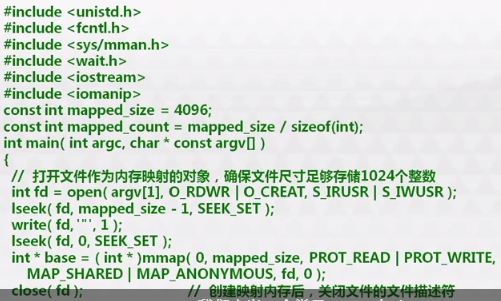 #include <unistd.h>
#include <fcntl.h>
#include <sys/mman.h>
#include <wait.h>
#include <iostream>
#include <iomanip>
const int mapped_size = 4096;
const int mapped_count = mapped_size / sizeof(int);
int main( int argc, char * const argv[] )
{
// 打开文件作为内存映射的对象，确保文件尺寸足够存储1024个整数
int fd = open( argv[1], O_RDWR | O_CREAT, S_IRUSR | S_IWUSR );
lseek( fd, mapped_size - 1, SEEK_SET );
write( fd, '"', 1 );
lseek( fd, 0, SEEK_SET );
int * base = ( int * )mmap( 0, mapped_size, PROT_READ | PROT_WRITE,
MAP_SHARED | MAP_ANONYMOUS, fd, 0 );
close( fd ); // 创建映射内存后，关闭文件的文件描述符